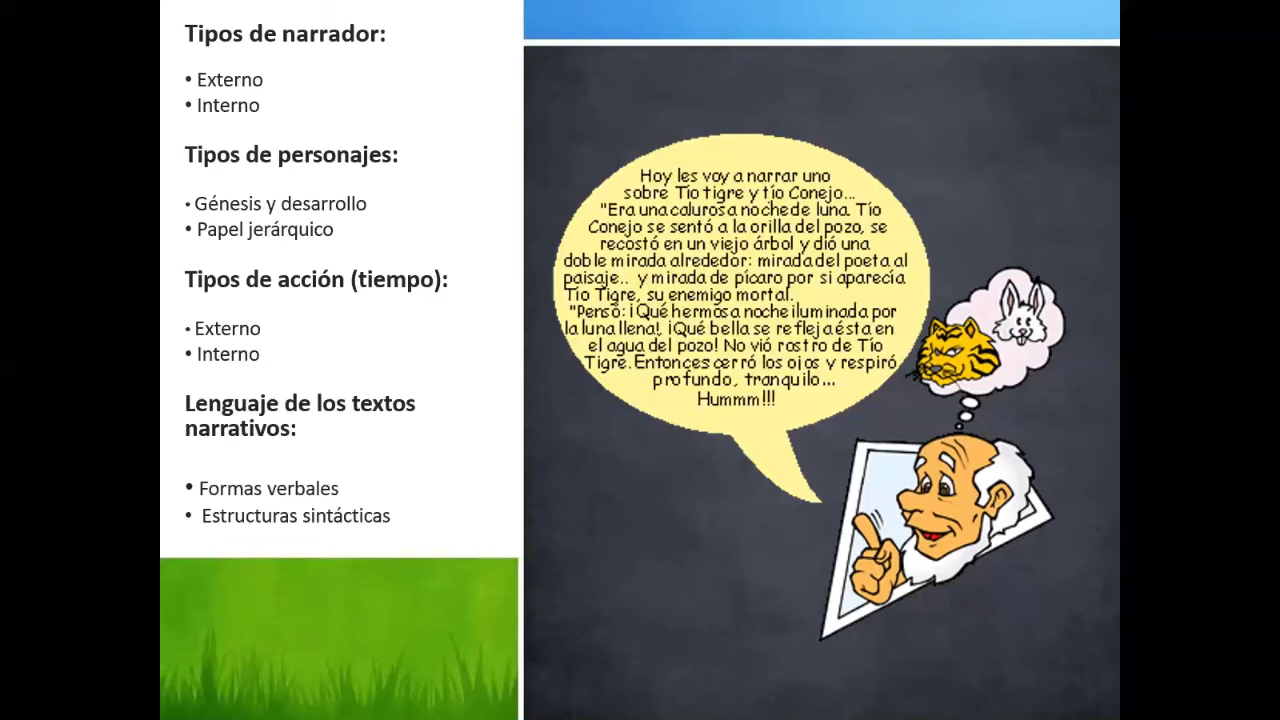 Tipos de narrador:
• Externo
• Interno
Tipos de personajes:
• Génesis y desarrollo
• Papel jerárquico
Tipos de acción (tiempo):
• Externo
• Interno
Lenguaje de los textos
narrativos:
• Formas verbales
• Estructuras sintácticas
Hoy les voy a narrar uno
sobre Tío tigre y tío Conejo...
"Era una calurosa noche de luna. Tío
Conejo se sentó a la orilla del pozo, se
recostó en un viejo árbol y dió una
doble mirada alrededor: mirada del poeta al
paisaje.. y mirada de pícaro por si aparecía
Tío Tigre, su enemigo mortal.
"Pensó: ¡Qué hermosa noche iluminada por
la luna llena!, ¡Qué bella se refleja ésta en
el agua del pozo! No vió rostro de Tío
Tigre. Entonces cerró los ojos y respiró
profundo, tranquilo...
Hummm!!!